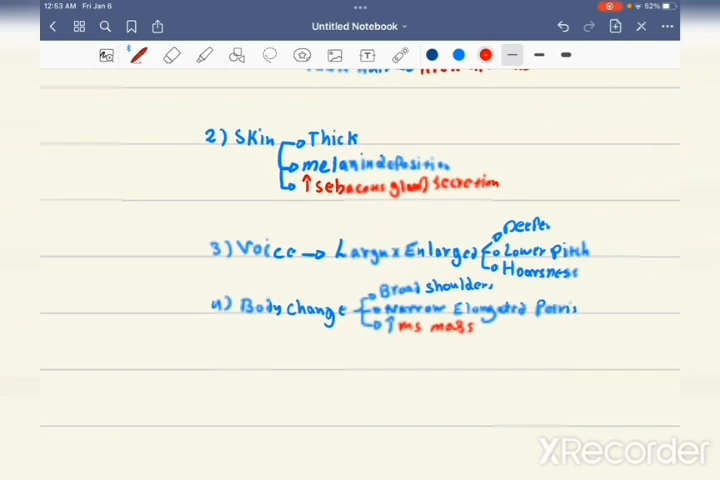 12:53 AM Fri Jan 6
52%
Untitled Notebook
2) Skin
Thick
melanin deposition
↑ sebaceous gland secretion
3) Voice → Larynx Enlarged
Deeper
Lower Pitch
Hoarsness
4) Body change
Broad shoulders
Narrow Elongated Pelvis
↑ ms mass
XRecorder